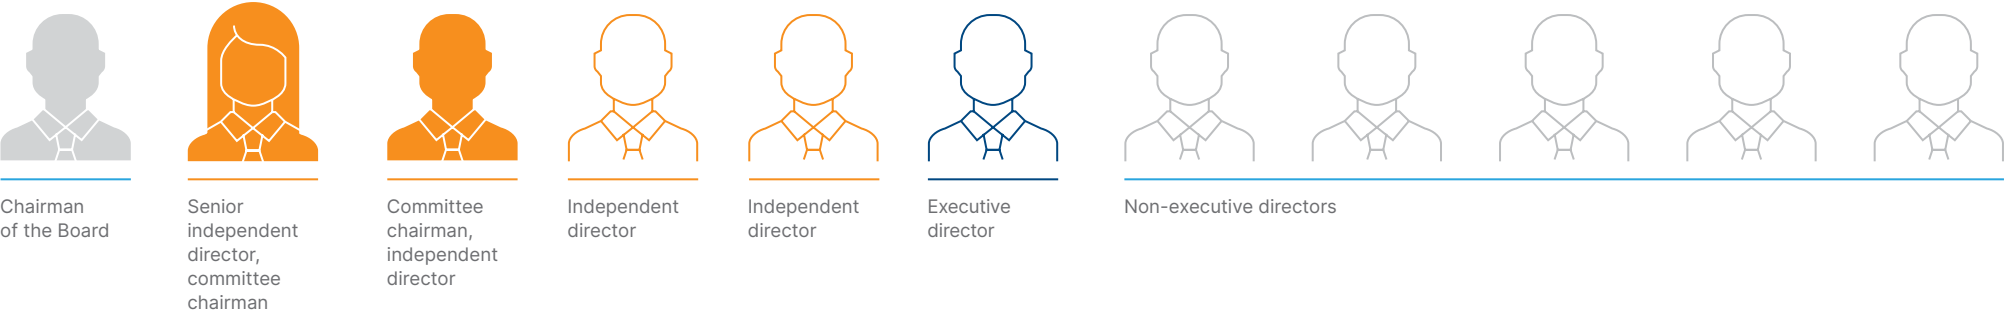 Chairman
of the Board
Senior
independent
director,
committee
chairman
Committee
chairman,
independent
director
Independent
director
Independent
director
Executive
director
Non-executive directors